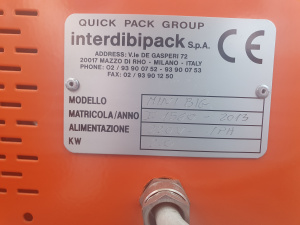 QUICK PACK GROUP
interdibipack S.p.A.
CE
ADDRESS: V.le DE GASPERI 72
20017 MAZZO DI RHO - MILANO - ITALY
PHONE: 02 / 93 90 07 52 - 93 90 07 53
FAX: 02 / 93 90 12 50
MODELLO
MATRICOLA/ANNO 2013
ALIMENTAZIONE
KW